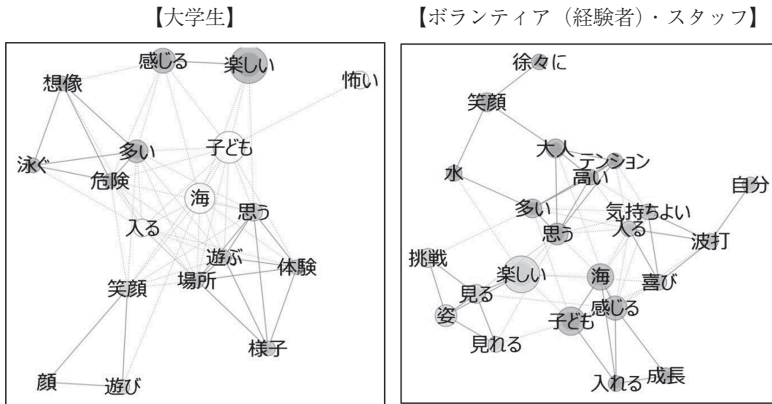 【大学生】
感じる
楽しい
想像
怖い
泳ぐ
多い
子ども
危険
海
思う
入る
遊ぶ
体験
笑顔
場所
様子
顔
遊び
【ボランティア（経験者）・スタッフ】
徐々に
笑顔
大人
テンション
水
高い
自分
多い
気持ちよい
思う
入る
波打
挑戦
楽しい
海
喜び
見る
姿
子ども
感じる
見れる
入れる
成長